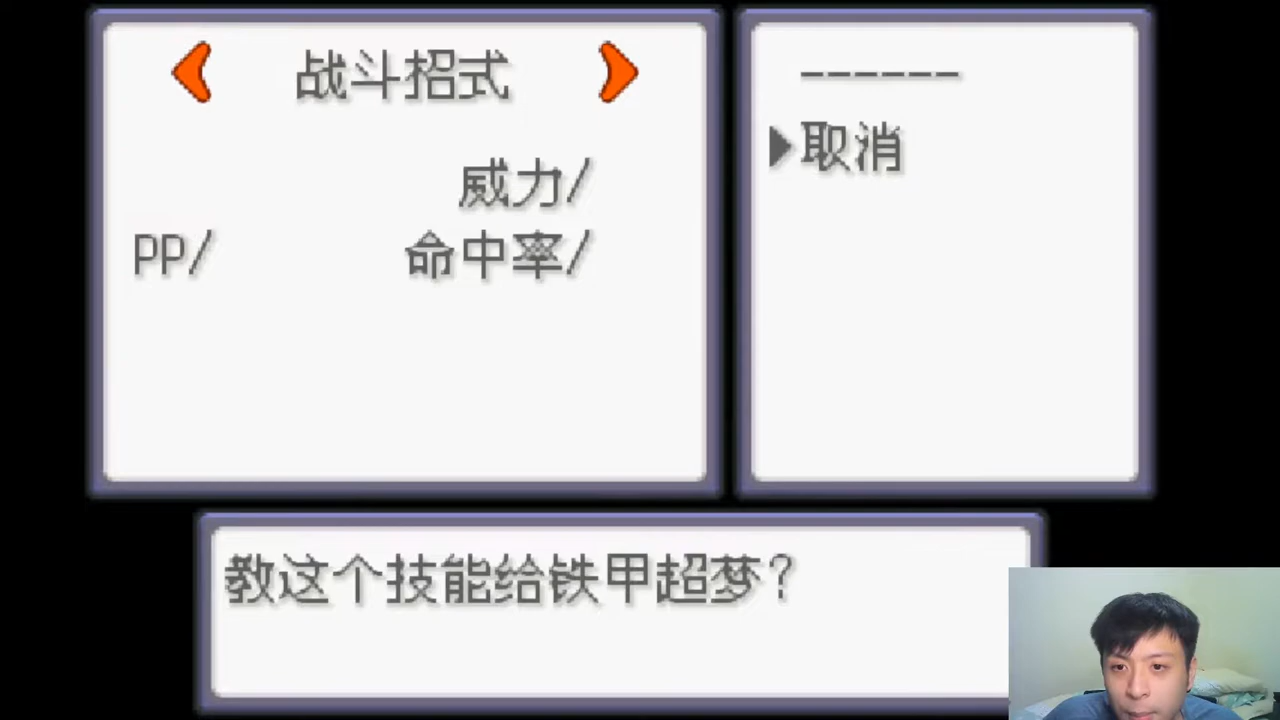 战斗招式
威力/
PP/ 命中率/
------
取消
教这个技能给铁甲超梦?